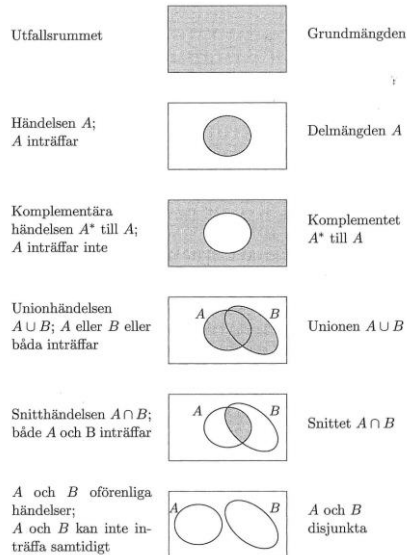 Utfallsrummet
Grundmängden
Händelsen A;
A inträffar
Delmängden A
Komplementära
händelsen A* till A;
A inträffar inte
Komplementet
A* till A
Unionhändelsen
A ∪ B; A eller B eller
båda inträffar
A
B
Unionen A ∪ B
Snitthändelsen A ∩ B;
både A och B inträffar
A
B
Snittet A ∩ B
A och B oförenliga
händelser;
A och B kan inte in-
träffa samtidigt
A
B
A och B
disjunkta